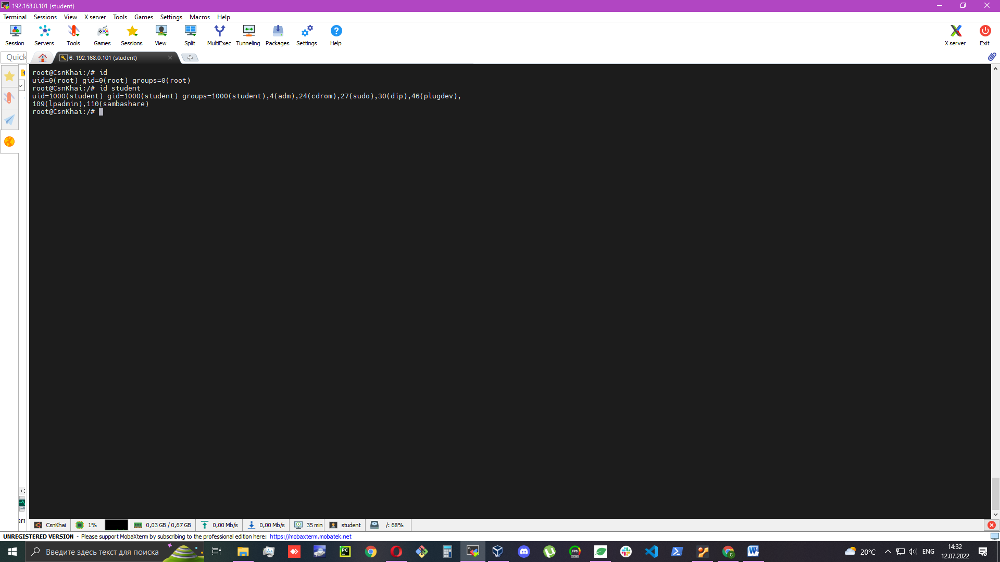 192.168.0.101 (student)
Terminal Sessions View X server Tools Games Settings Macros Help
Session Servers Tools Games Sessions View Split MultiExec Tunneling Packages Settings Help X server Exit
Quick
6. 192.168.0.101 (student)
root@CsnKhai:/# id
uid=0(root) gid=0(root) groups=0(root)
root@CsnKhai:/# id student
uid=1000(student) gid=1000(student) groups=1000(student),4(adm),24(cdrom),27(sudo),30(dip),46(plugdev),
109(lpadmin),110(sambashare)
root@CsnKhai:/#
CsnKhai 1% 0,03 GB / 0,67 GB 0,00 Mb/s 0,00 Mb/s 35 min student /: 68%
UNREGISTERED VERSION - Please support MobaXterm by subscribing to the professional edition here: https://mobaxterm.mobatek.net
Введите здесь текст для поиска
20°C ENG 14:32
12.07.2022